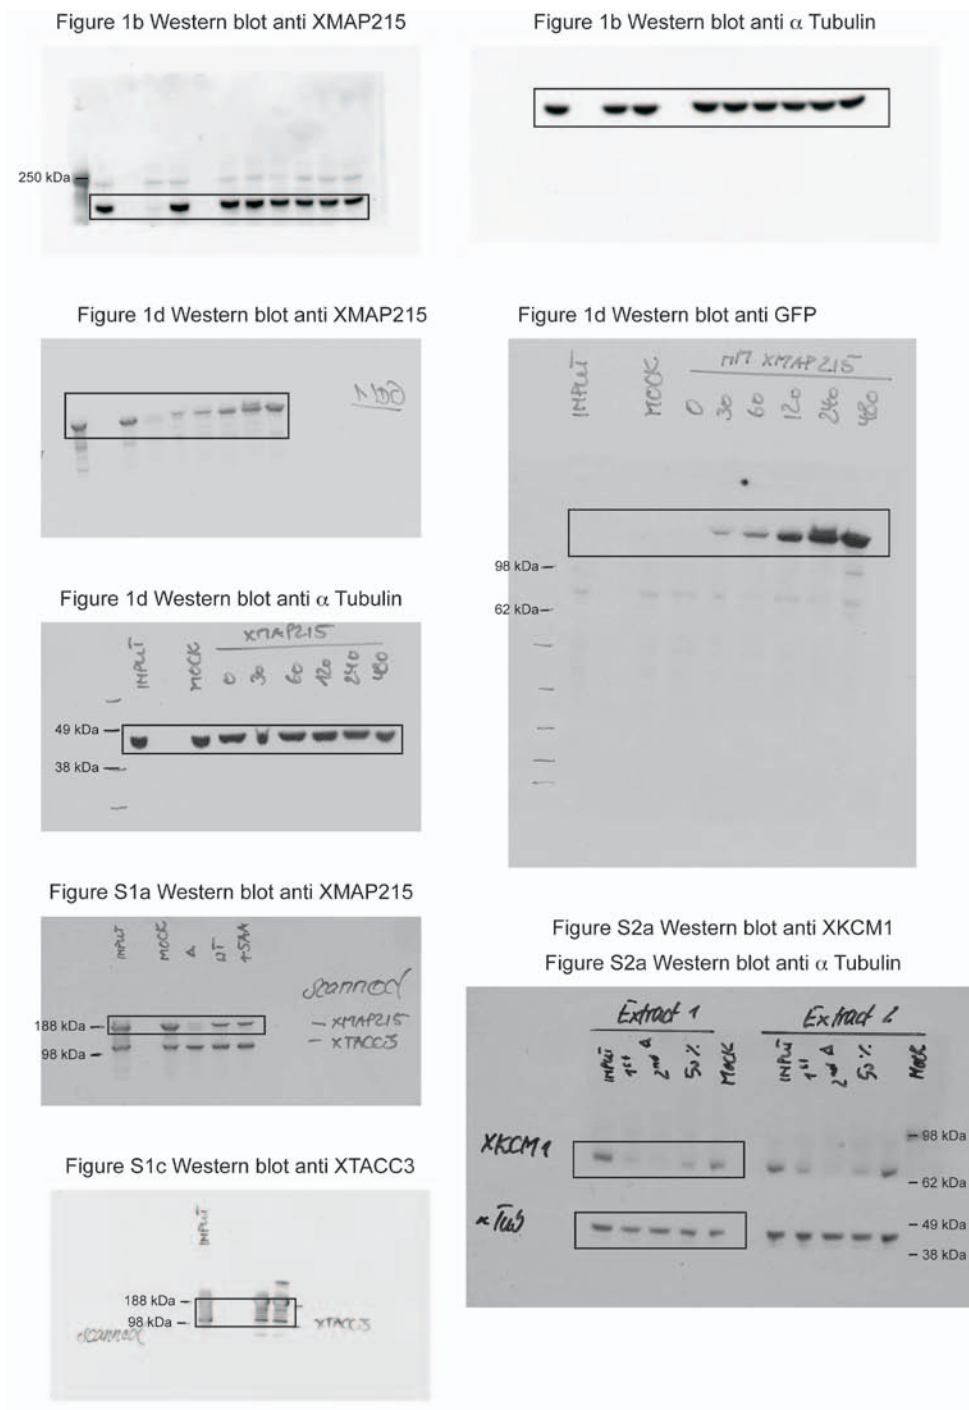 Figure 1b Western blot anti XMAP215
Figure 1b Western blot anti α Tubulin
250 kDa
Figure 1d Western blot anti XMAP215
Figure 1d Western blot anti GFP
INPUT
MOCK
nM XMAP215
0
30
60
120
240
480
98 kDa
62 kDa
Figure 1d Western blot anti α Tubulin
INPUT
MOCK
XMAP215
0
30
60
120
240
480
49 kDa
38 kDa
Figure S1a Western blot anti XMAP215
INPUT
MOCK
Δ
WT
+5AA
scanned
188 kDa
98 kDa
– XMAP215
– XTACC3
Figure S2a Western blot anti XKCM1
Figure S2a Western blot anti α Tubulin
Extract 1
Extract 2
INPUT
1st
2nd Δ
50%
MOCK
INPUT
1st
2nd Δ
50%
MOCK
XKCM1
αTub
98 kDa
62 kDa
49 kDa
38 kDa
Figure S1c Western blot anti XTACC3
INPUT
188 kDa
98 kDa
XTACC3
scanned